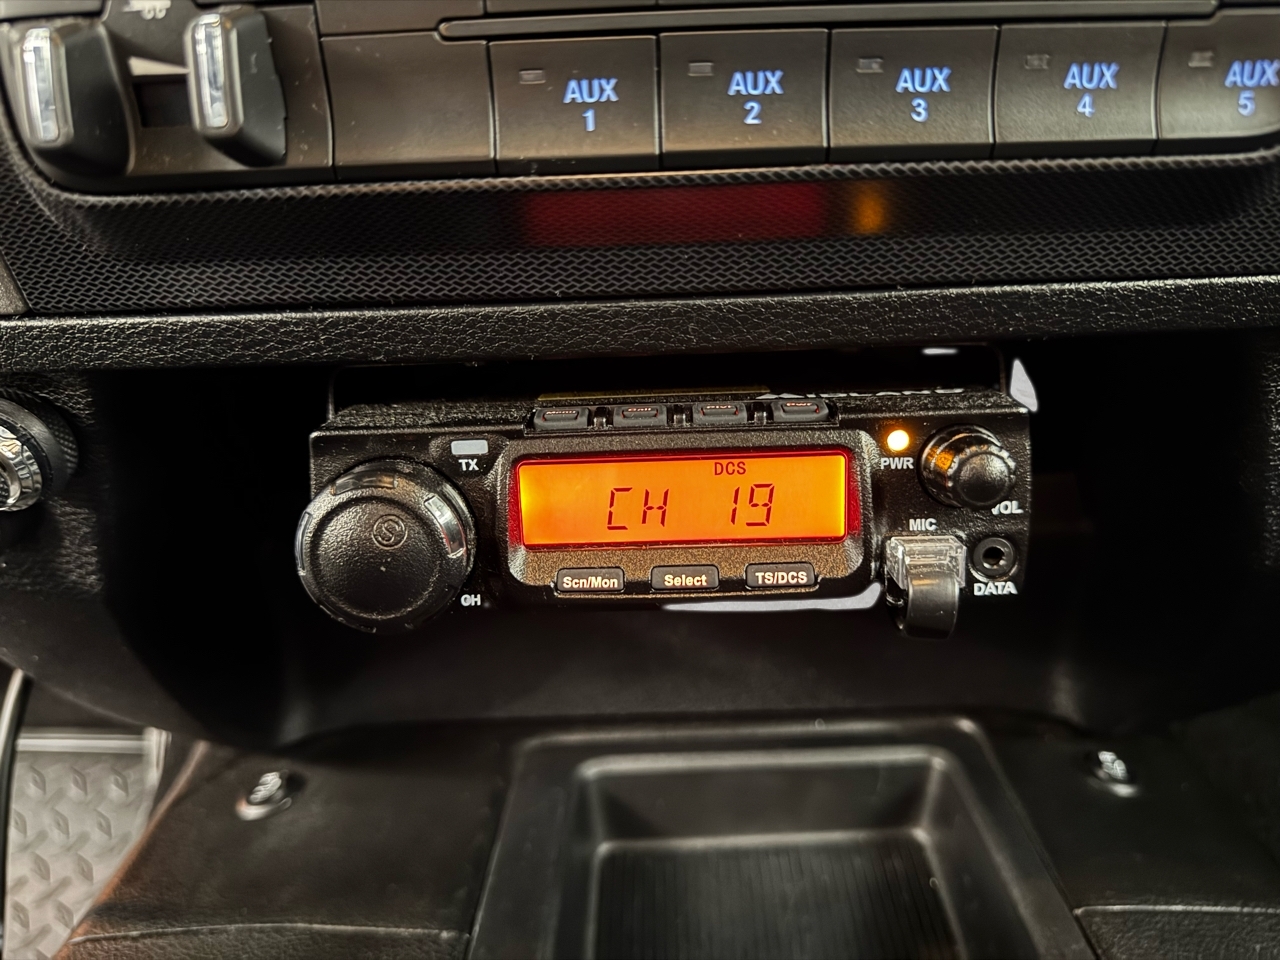 AUX 1
AUX 2
AUX 3
AUX 4
AUX 5
TX
PWR
DCS
CH 19
VOL
MIC
Scn/Mon
Select
TS/DCS
DATA
CH